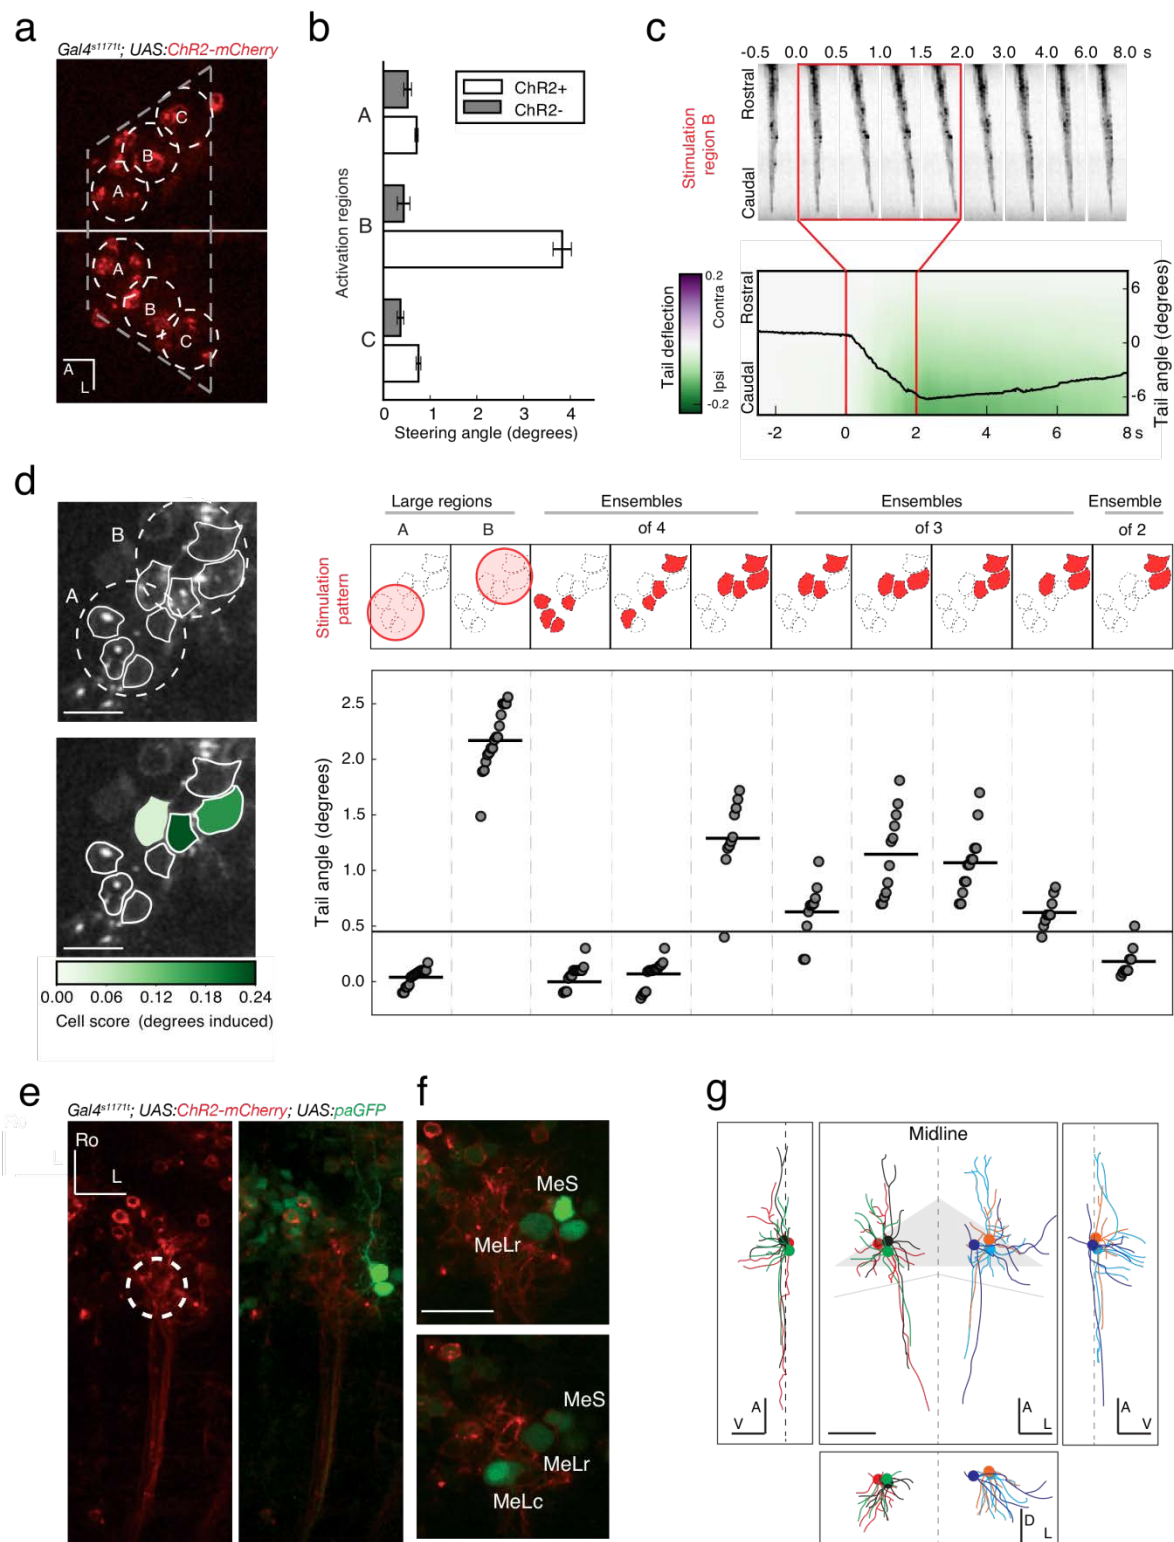 a
Gal4s1171t; UAS:ChR2-mCherry
C
B
A
A
B
C
A
L
b
ChR2+
ChR2-
Activation regions
A
B
C
0 1 2 3 4
Steering angle (degrees)
c
-0.5 0.0 0.5 1.0 1.5 2.0 3.0 4.0 6.0 8.0 s
Stimulation
region B
Rostral
Caudal
Tail deflection
0.2
Contra
Ipsi
-0.2
Rostral
Caudal
6
0
-6
Tail angle (degrees)
-2 0 2 4 6 8 s
d
B
A
0.00 0.06 0.12 0.18 0.24
Cell score (degrees induced)
Large regions Ensembles Ensembles Ensemble
A B of 4 of 3 of 2
Stimulation
pattern
Tail angle (degrees)
2.5
2.0
1.5
1.0
0.5
0.0
e
Gal4s1171t; UAS:ChR2-mCherry; UAS:paGFP
Ro
L
Ro
L
f
MeS
MeLr
MeS
MeLr
MeLc
g
Midline
A
V
A
L
A
V
D
L